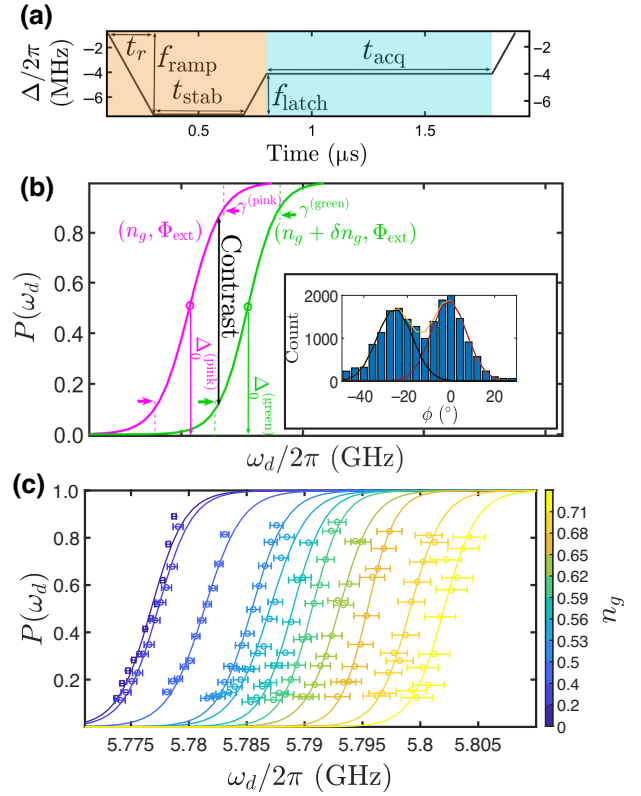 (a)
Δ/2π
(MHz)
−2
−4
−6
t_r
f_ramp
t_stab
t_acq
f_latch
−2
−4
−6
0.5
1
1.5
Time (μs)
(b)
P(ω_d)
0.8
0.6
0.4
0.2
0.0
(n_g, Φ_ext)
γ^(pink)
γ^(green)
(n_g + δn_g, Φ_ext)
Contrast
Δ_0^(pink)
Δ_0^(green)
Count
2000
1000
0
−40
−20
0
20
ϕ (°)
ω_d/2π (GHz)
(c)
P(ω_d)
1.0
0.8
0.6
0.4
0.2
5.775
5.78
5.785
5.79
5.795
5.8
5.805
ω_d/2π (GHz)
0.71
0.68
0.65
0.62
0.59
0.56
0.53
0.5
0.4
0.2
0
n_g